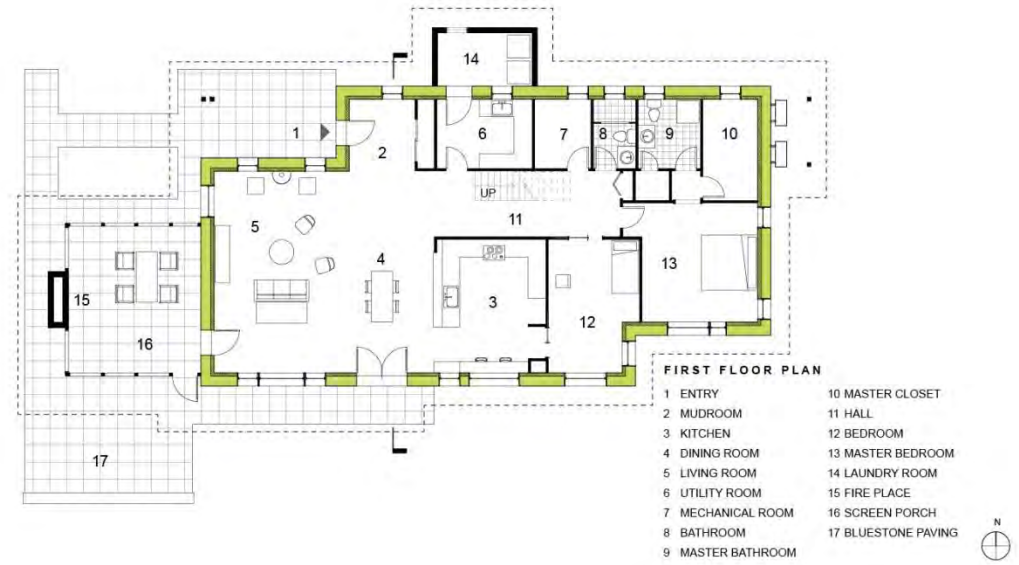 14
1
2
6
7
8
9
10
UP
5
11
4
13
15
3
12
16
17
FIRST FLOOR PLAN
1 ENTRY
2 MUDROOM
3 KITCHEN
4 DINING ROOM
5 LIVING ROOM
6 UTILITY ROOM
7 MECHANICAL ROOM
8 BATHROOM
9 MASTER BATHROOM
10 MASTER CLOSET
11 HALL
12 BEDROOM
13 MASTER BEDROOM
14 LAUNDRY ROOM
15 FIRE PLACE
16 SCREEN PORCH
17 BLUESTONE PAVING
N